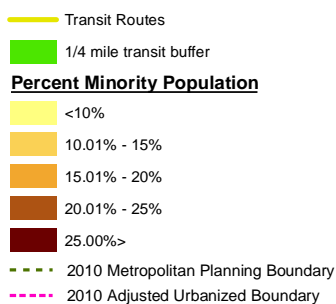 Transit Routes
1/4 mile transit buffer
Percent Minority Population
<10%
10.01% - 15%
15.01% - 20%
20.01% - 25%
25.00%>
2010 Metropolitan Planning Boundary
2010 Adjusted Urbanized Boundary